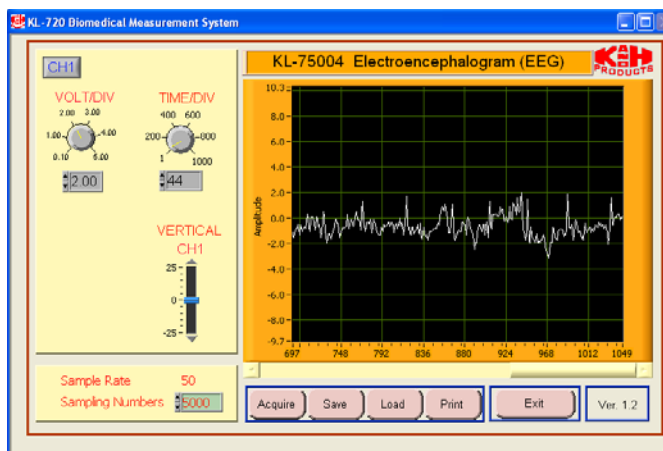 KL-720 Biomedical Measurement System
CH1
VOLT/DIV
2.00 3.00
1.00 4.00
0.10 5.00
2.00
TIME/DIV
400 600
200 800
1 1000
44
VERTICAL
CH1
25
0
-25
Sample Rate 50
Sampling Numbers 5000
KL-75004 Electroencephalogram (EEG)
K AND H
PRODUCTS
Amplitude
10.3
8.0
6.0
4.0
2.0
0.0
-2.0
-4.0
-6.0
-8.0
-9.7
697 748 792 836 880 924 968 1012 1049
Acquire Save Load Print Exit Ver. 1.2